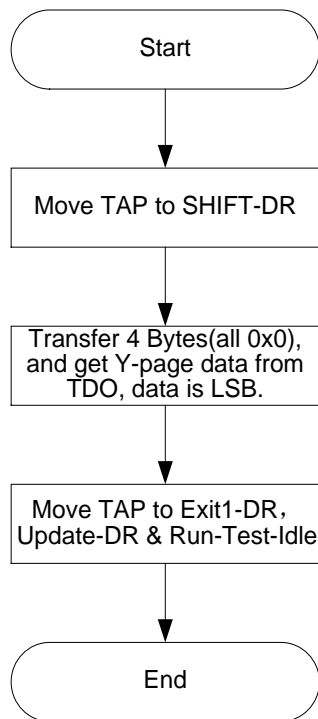 Start
Move TAP to SHIFT-DR
Transfer 4 Bytes(all 0x0),
and get Y-page data from
TDO, data is LSB.
Move TAP to Exit1-DR，
Update-DR & Run-Test-Idle
End